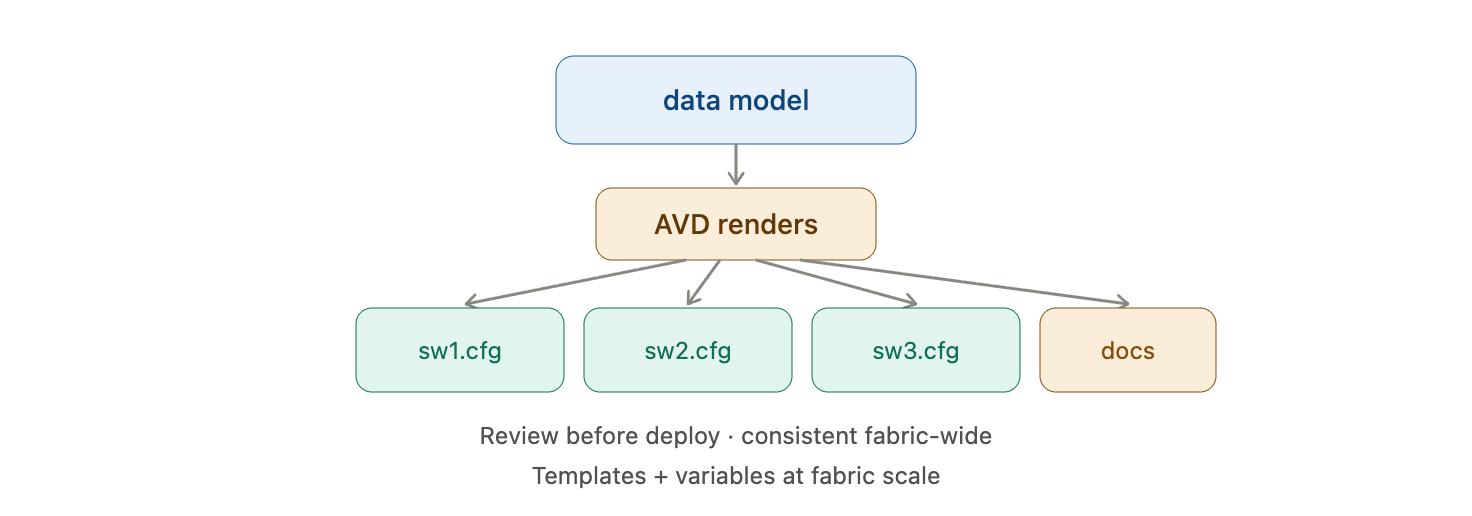 data model
AVD renders
sw1.cfg
sw2.cfg
sw3.cfg
docs
Review before deploy · consistent fabric-wide
Templates + variables at fabric scale